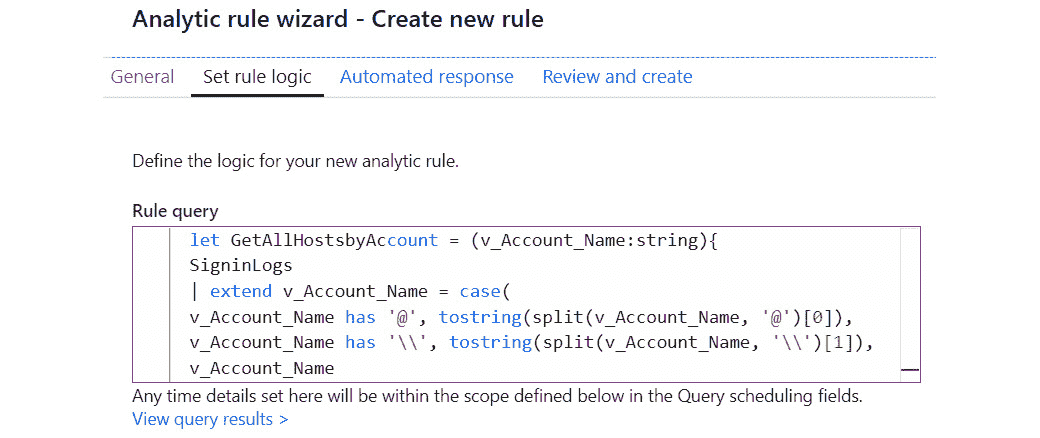 Analytic rule wizard - Create new rule
General Set rule logic Automated response Review and create
Define the logic for your new analytic rule.
Rule query
let GetAllHostsbyAccount = (v_Account_Name:string){
SigninLogs
| extend v_Account_Name = case(
v_Account_Name has '@', tostring(split(v_Account_Name, '@')[0]),
v_Account_Name has '\\', tostring(split(v_Account_Name, '\\')[1]),
v_Account_Name
Any time details set here will be within the scope defined below in the Query scheduling fields.
View query results >